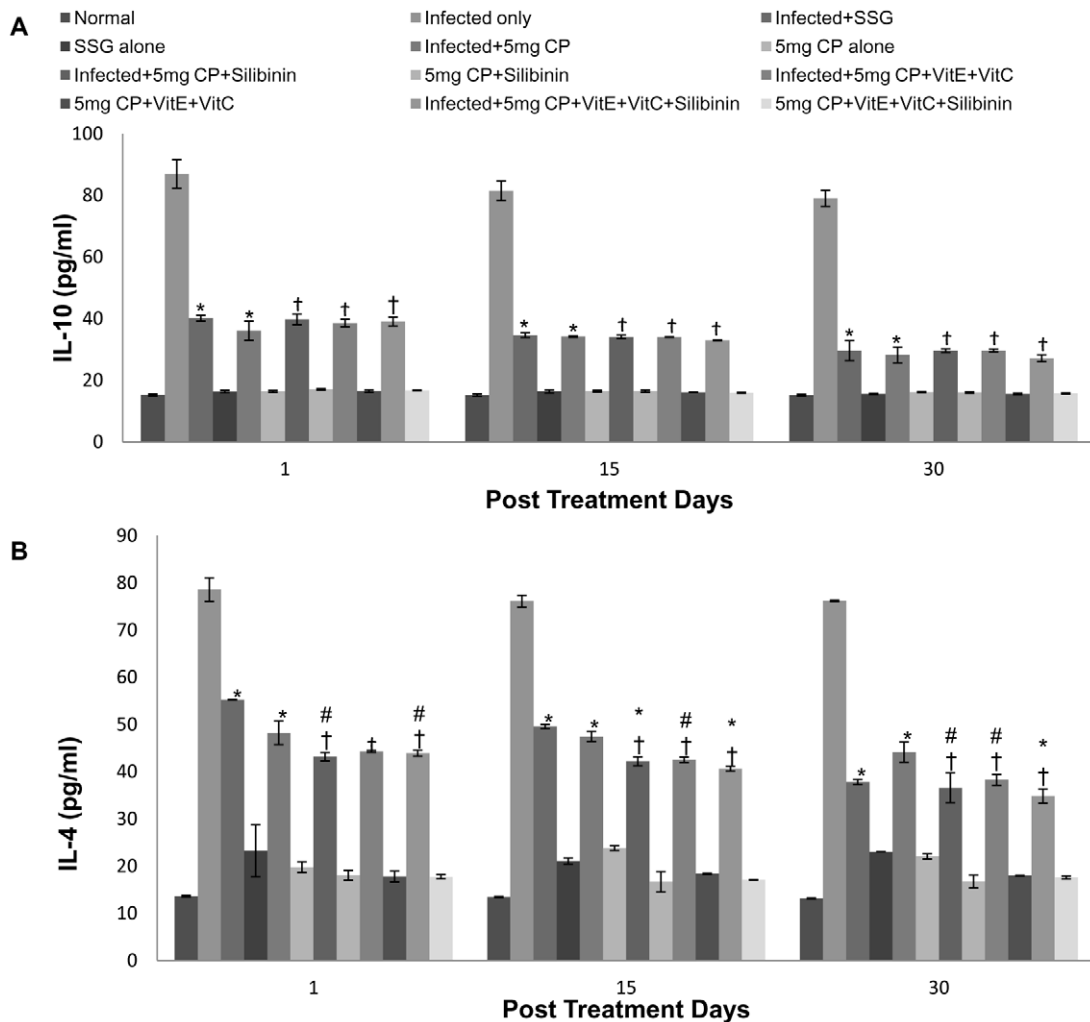 Normal Infected only Infected+SSG
A
SSG alone Infected+5mg CP 5mg CP alone
Infected+5mg CP+Silibinin 5mg CP+Silibinin Infected+5mg CP+VitE+VitC
5mg CP+VitE+VitC Infected+5mg CP+VitE+VitC+Silibinin 5mg CP+VitE+VitC+Silibinin
100
80
60
40
20
0
IL-10 (pg/ml)
* * † † †
* * † † †
* * † † †
1 15 30
Post Treatment Days
B
90
80
70
60
50
40
30
20
10
0
IL-4 (pg/ml)
# #
* * † † †
* # *
* * † † †
# # *
* * † † †
1 15 30
Post Treatment Days